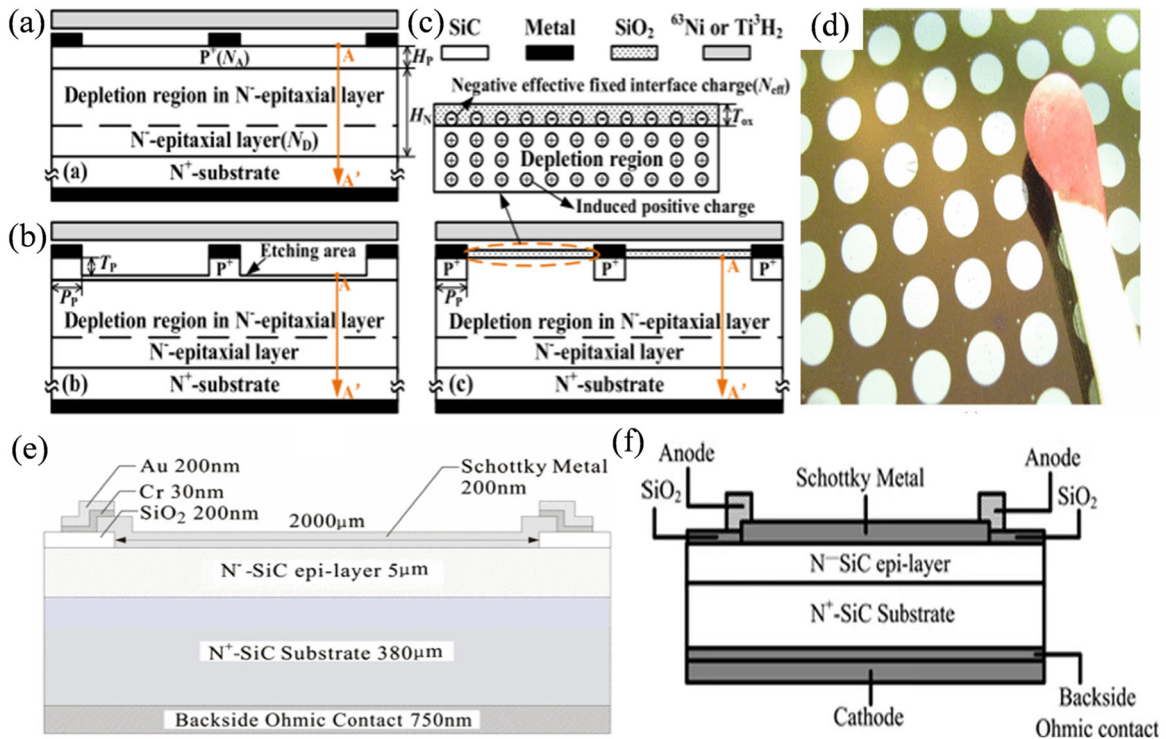 (a)
P⁺(N_A)
A
H_P
Depletion region in N⁻-epitaxial layer
H_N
N⁻-epitaxial layer(N_D)
N⁺-substrate
(a)
A'
(c)
SiC
Metal
SiO₂
⁶³Ni or Ti³H₂
Negative effective fixed interface charge(N_eff)
T_ox
Depletion region
Induced positive charge
(d)
(b)
T_P
P⁺
Etching area
A
P_P
Depletion region in N⁻-epitaxial layer
N⁻-epitaxial layer
N⁺-substrate
(b)
A'
P⁺
P⁺
P⁺
A
P_P
Depletion region in N⁻-epitaxial layer
N⁻-epitaxial layer
N⁺-substrate
(c)
A'
(e)
Au 200nm
Cr 30nm
SiO₂ 200nm
2000μm
Schottky Metal
200nm
N⁻-SiC epi-layer 5μm
N⁺-SiC Substrate 380μm
Backside Ohmic Contact 750nm
(f)
Anode
SiO₂
Schottky Metal
Anode
SiO₂
N⁻SiC epi-layer
N⁺-SiC Substrate
Cathode
Backside
Ohmic contact